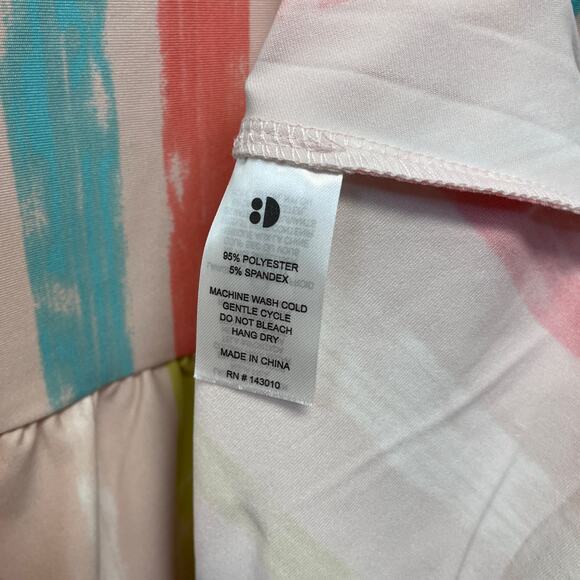 95% POLYESTER
5% SPANDEX
MACHINE WASH COLD
GENTLE CYCLE
DO NOT BLEACH
HANG DRY
MADE IN CHINA
RN # 143010